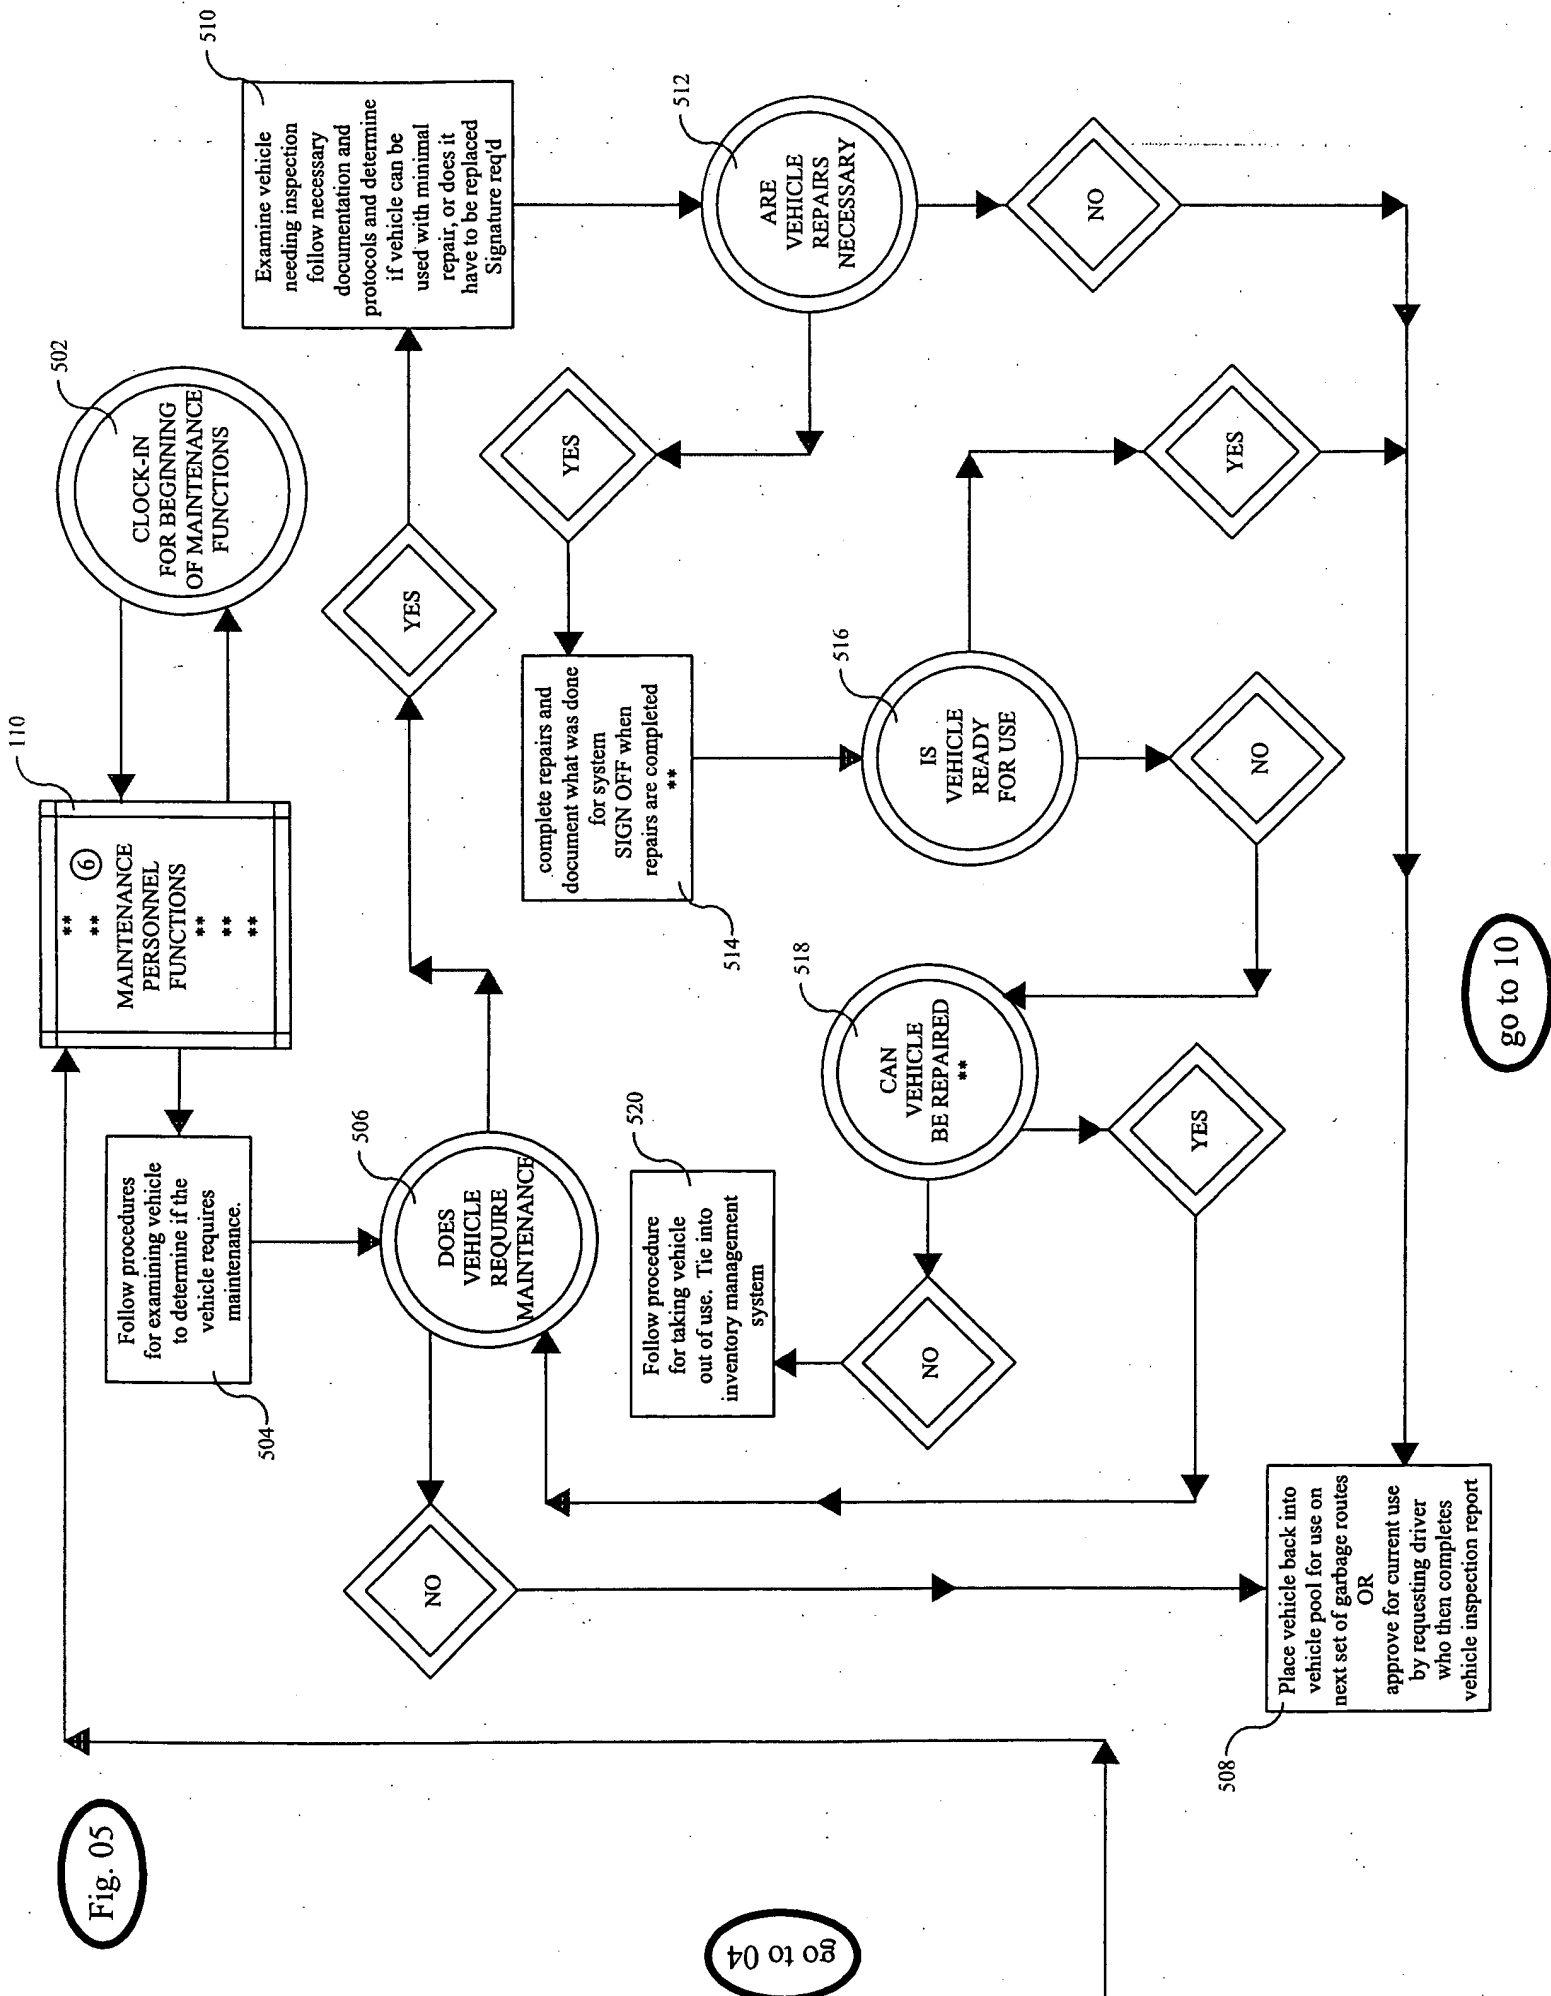 Fig. 05
110
** (6)
**
MAINTENANCE
PERSONNEL
FUNCTIONS
**
**
**
502
CLOCK-IN
FOR BEGINNING
OF MAINTENANCE
FUNCTIONS
504
Follow procedures
for examining vehicle
to determine if the
vehicle requires
maintenance.
506
DOES
VEHICLE
REQUIRE
MAINTENANCE
NO
YES
510
Examine vehicle
needing inspection
follow necessary
documentation and
protocols and determine
if vehicle can be
used with minimal
repair, or does it
have to be replaced
Signature req'd
512
ARE
VEHICLE
REPAIRS
NECESSARY
YES
NO
514
complete repairs and
document what was done
for system
SIGN OFF when
repairs are completed
**
516
IS
VEHICLE
READY
FOR USE
YES
NO
518
CAN
VEHICLE
BE REPAIRED
**
NO
YES
520
Follow procedure
for taking vehicle
out of use. Tie into
inventory management
system
508
Place vehicle back into
vehicle pool for use on
next set of garbage routes
OR
approve for current use
by requesting driver
who then completes
vehicle inspection report
go to 04
go to 10